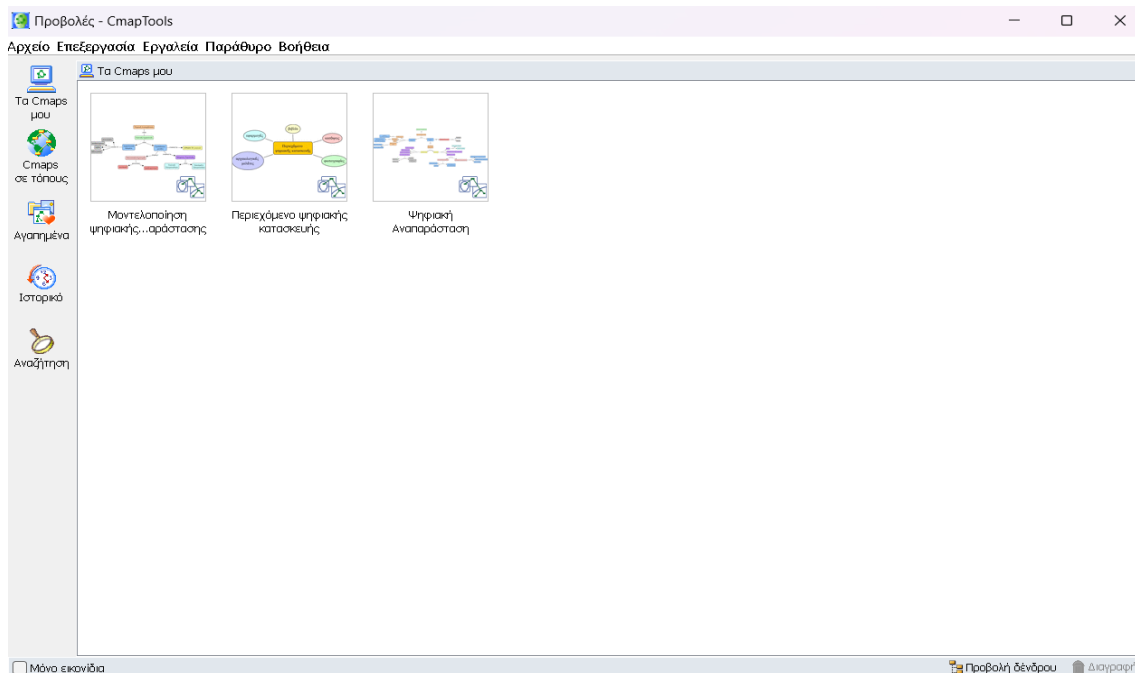 Προβολές - CmapTools
Αρχείο Επεξεργασία Εργαλεία Παράθυρο Βοήθεια
Τα Cmaps μου
Τα Cmaps
μου
Cmaps
σε τόπους
Αγαπημένα
Ιστορικό
Αναζήτηση
Μοντελοποίηση
ψηφιακής...αράστασης
Περιεχόμενο ψηφιακής
κατασκευής
Ψηφιακή
Αναπαράσταση
Μόνο εικονίδια
Προβολή δένδρου
Διαγραφή